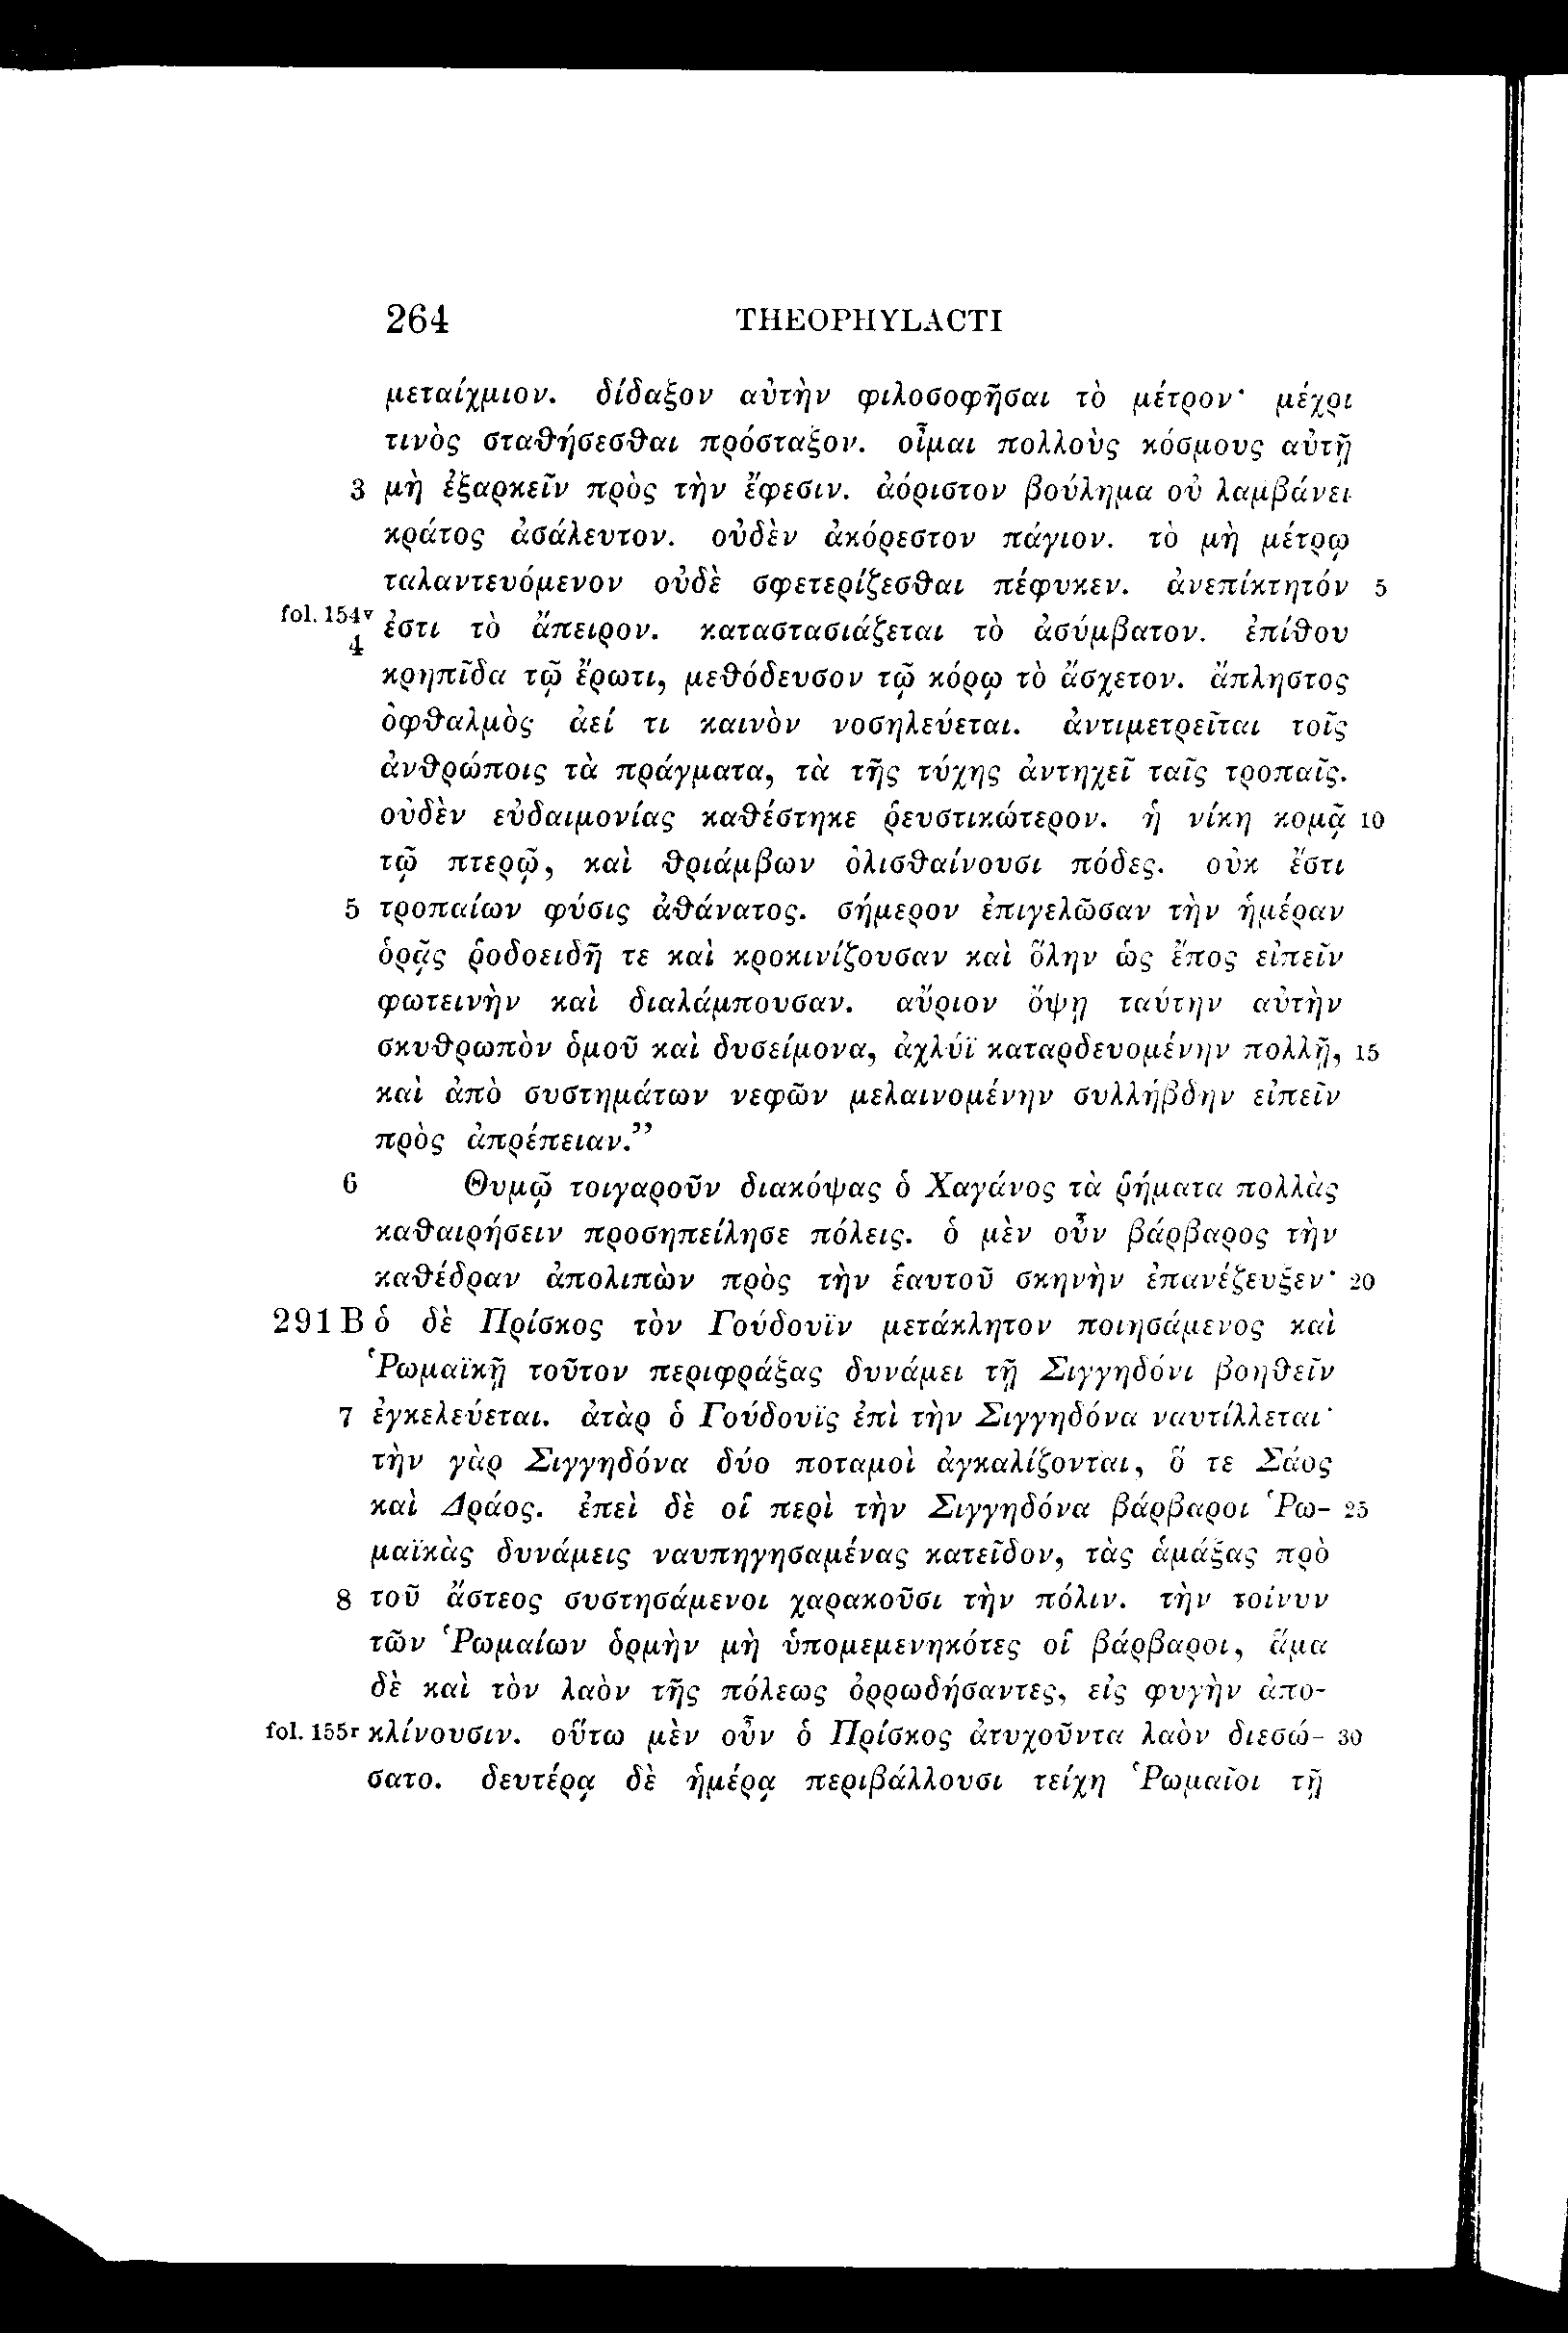 264 THEOPHYLACTI
μεταίχμιον. δίδαξον αὐτὴν φιλοσοφῆσαι τὸ μέτρον· μέχρι
τινὸς σταθήσεσθαι πρόσταξον. οἶμαι πολλοὺς κόσμους αὐτῇ
3 μὴ ἐξαρκεῖν πρὸς τὴν ἔφεσιν. ἀόριστον βούλημα οὐ λαμβάνει
κράτος ἀσάλευτον. οὐδὲν ἀκόρεστον πάγιον. τὸ μὴ μέτρῳ
ταλαντευόμενον οὐδὲ σφετερίζεσθαι πέφυκεν. ἀνεπίκτητόν 5
fol. 154v 4 ἐστι τὸ ἄπειρον. καταστασιάζεται τὸ ἀσύμβατον. ἐπίθου
κρηπῖδα τῷ ἔρωτι, μεθόδευσον τῷ κόρῳ τὸ ἄσχετον. ἄπληστος
ὀφθαλμὸς ἀεί τι καινὸν νοσηλεύεται. ἀντιμετρεῖται τοῖς
ἀνθρώποις τὰ πράγματα, τὰ τῆς τύχης ἀντηχεῖ ταῖς τροπαῖς.
οὐδὲν εὐδαιμονίας καθέστηκε ῥευστικώτερον. ἡ νίκη κομᾷ 10
τῷ πτερῷ, καὶ θριάμβων ὀλισθαίνουσι πόδες. οὐκ ἔστι
5 τροπαίων φύσις ἀθάνατος. σήμερον ἐπιγελῶσαν τὴν ἡμέραν
ὁρᾷς ῥοδοειδῆ τε καὶ κροκινίζουσαν καὶ ὅλην ὡς ἔπος εἰπεῖν
φωτεινὴν καὶ διαλάμπουσαν. αὔριον ὄψῃ ταύτην αὐτὴν
σκυθρωπὸν ὁμοῦ καὶ δυσείμονα, ἀχλύϊ καταρδευομένην πολλῇ, 15
καὶ ἀπὸ συστημάτων νεφῶν μελαινομένην συλλήβδην εἰπεῖν
πρὸς ἀπρέπειαν.”
6 Θυμῷ τοιγαροῦν διακόψας ὁ Χαγάνος τὰ ῥήματα πολλὰς
καθαιρήσειν προσηπείλησε πόλεις. ὁ μὲν οὖν βάρβαρος τὴν
καθέδραν ἀπολιπὼν πρὸς τὴν ἑαυτοῦ σκηνὴν ἐπανέζευξεν· 20
291 B ὁ δὲ Πρίσκος τὸν Γούδουϊν μετάκλητον ποιησάμενος καὶ
Ῥωμαϊκῇ τοῦτον περιφράξας δυνάμει τῇ Σιγγηδόνι βοηθεῖν
7 ἐγκελεύεται. ἀτὰρ ὁ Γούδουϊς ἐπὶ τὴν Σιγγηδόνα ναυτίλλεται·
τὴν γὰρ Σιγγηδόνα δύο ποταμοὶ ἀγκαλίζονται, ὅ τε Σάος
καὶ Δράος. ἐπεὶ δὲ οἱ περὶ τὴν Σιγγηδόνα βάρβαροι Ῥω- 25
μαϊκὰς δυνάμεις ναυπηγησαμένας κατεῖδον, τὰς ἁμάξας πρὸ
8 τοῦ ἄστεος συστησάμενοι χαρακοῦσι τὴν πόλιν. τὴν τοίνυν
τῶν Ῥωμαίων ὁρμὴν μὴ ὑπομεμενηκότες οἱ βάρβαροι, ἅμα
δὲ καὶ τὸν λαὸν τῆς πόλεως ὀρρωδήσαντες, εἰς φυγὴν ἀπο-
fol. 155r κλίνουσιν. οὕτω μὲν οὖν ὁ Πρίσκος ἀτυχοῦντα λαὸν διεσώ- 30
σατο. δευτέρᾳ δὲ ἡμέρᾳ περιβάλλουσι τείχη Ῥωμαῖοι τῇ